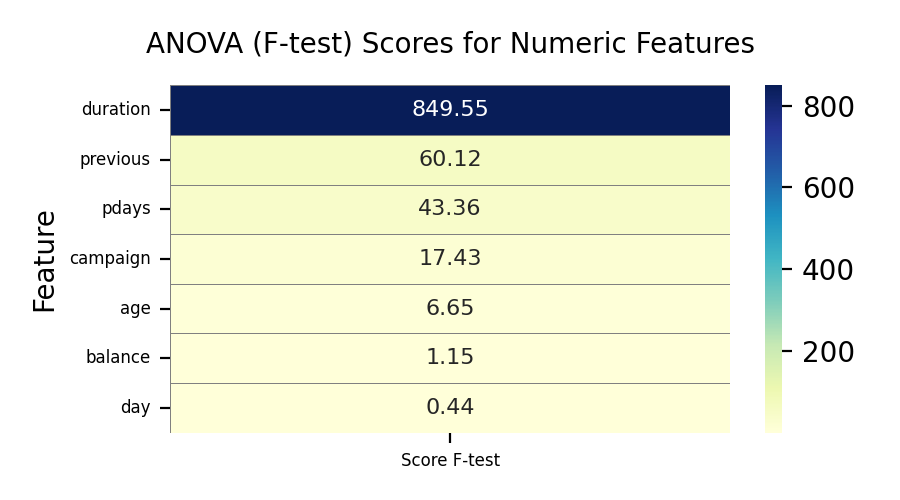 ANOVA (F-test) Scores for Numeric Features
Feature
duration 849.55
previous 60.12
pdays 43.36
campaign 17.43
age 6.65
balance 1.15
day 0.44
Score F-test
800
600
400
200